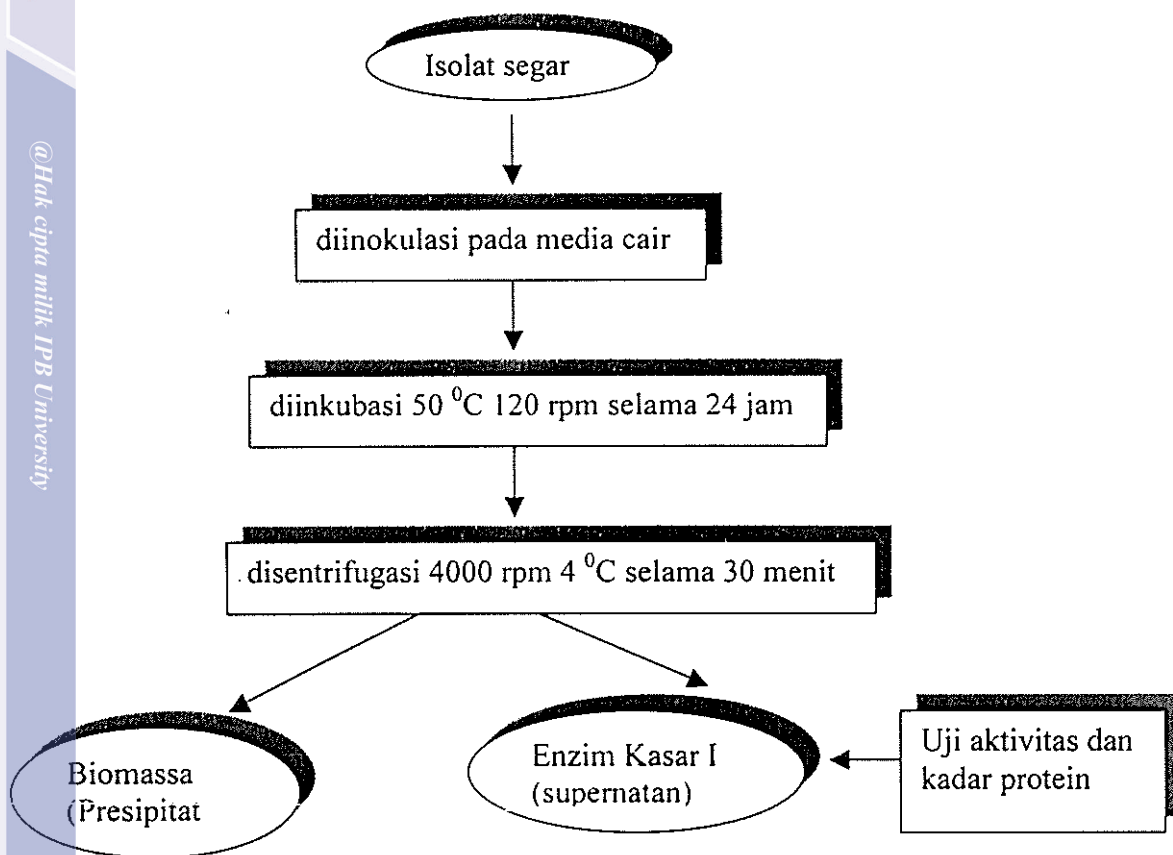 @Hak cipta milik IPB University
Isolat segar
diinokulasi pada media cair
diinkubasi 50 ⁰C 120 rpm selama 24 jam
disentrifugasi 4000 rpm 4 ⁰C selama 30 menit
Biomassa
(Presipitat
Enzim Kasar I
(supernatan)
Uji aktivitas dan
kadar protein